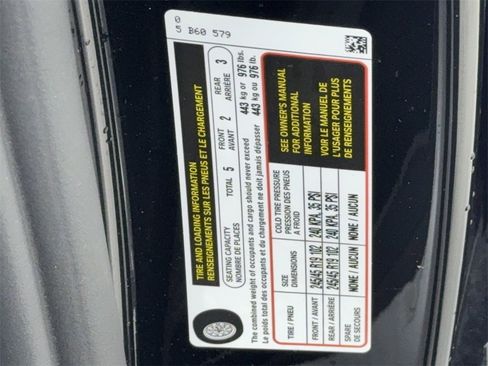 0
5 B60 579
TIRE AND LOADING INFORMATION
RENSEIGNEMENTS SUR LES PNEUS ET LE CHARGEMENT
SEATING CAPACITY
NOMBRE DE PLACES
TOTAL 5
FRONT
AVANT 2
REAR
ARRIÈRE 3
The combined weight of occupants and cargo should never exceed 443 kg or 976 lbs.
Le poids total des occupants et du chargement ne doit jamais dépasser 443 kg ou 976 lb.
TIRE / PNEU
SIZE
DIMENSIONS
COLD TIRE PRESSURE
PRESSION DES PNEUS
A FROID
FRONT / AVANT 245/45 R19 102 240 KPA, 35 PSI
REAR / ARRIÈRE 245/45 R19 102 240 KPA, 35 PSI
SPARE
DE SECOURS
NONE / AUCUN NONE / AUCUN
SEE OWNER'S MANUAL
FOR ADDITIONAL
INFORMATION
VOIR LE MANUEL DE
L'USAGER POUR PLUS
DE RENSEIGNEMENTS